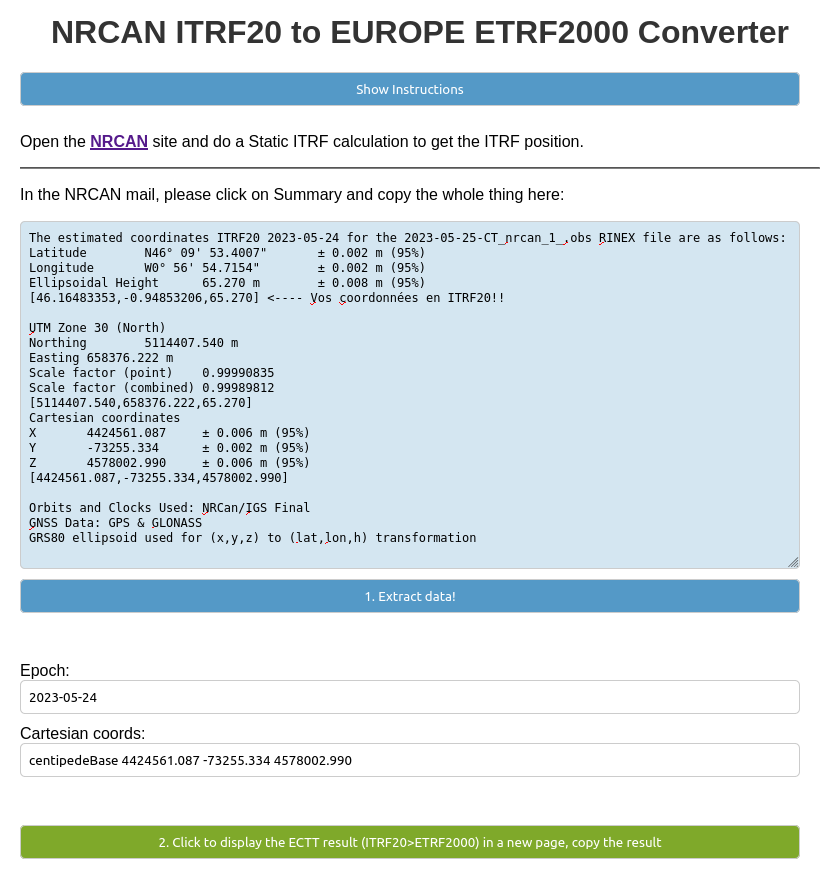 NRCAN ITRF20 to EUROPE ETRF2000 Converter
Show Instructions
Open the NRCAN site and do a Static ITRF calculation to get the ITRF position.
In the NRCAN mail, please click on Summary and copy the whole thing here:
The estimated coordinates ITRF20 2023-05-24 for the 2023-05-25-CT_nrcan_1_.obs RINEX file are as follows:
Latitude N46° 09' 53.4007" ± 0.002 m (95%)
Longitude W0° 56' 54.7154" ± 0.002 m (95%)
Ellipsoidal Height 65.270 m ± 0.008 m (95%)
[46.16483353,-0.94853206,65.270] <---- Vos coordonnées en ITRF20!!
UTM Zone 30 (North)
Northing 5114407.540 m
Easting 658376.222 m
Scale factor (point) 0.99990835
Scale factor (combined) 0.99989812
[5114407.540,658376.222,65.270]
Cartesian coordinates
X 4424561.087 ± 0.006 m (95%)
Y -73255.334 ± 0.002 m (95%)
Z 4578002.990 ± 0.006 m (95%)
[4424561.087,-73255.334,4578002.990]
Orbits and Clocks Used: NRCan/IGS Final
GNSS Data: GPS & GLONASS
GRS80 ellipsoid used for (x,y,z) to (lat,lon,h) transformation
1. Extract data!
Epoch:
2023-05-24
Cartesian coords:
centipedeBase 4424561.087 -73255.334 4578002.990
2. Click to display the ECTT result (ITRF20>ETRF2000) in a new page, copy the result